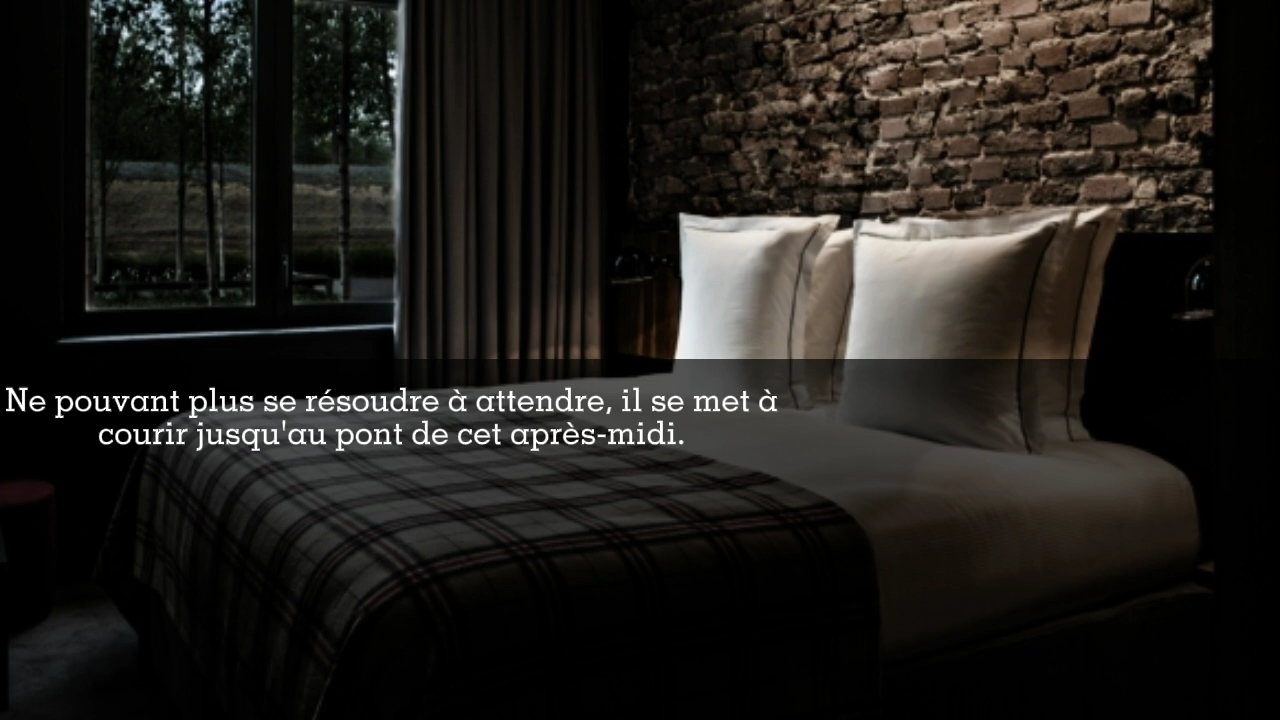 Ne pouvant plus se résoudre à attendre, il se met à
courir jusqu'au pont de cet après-midi.